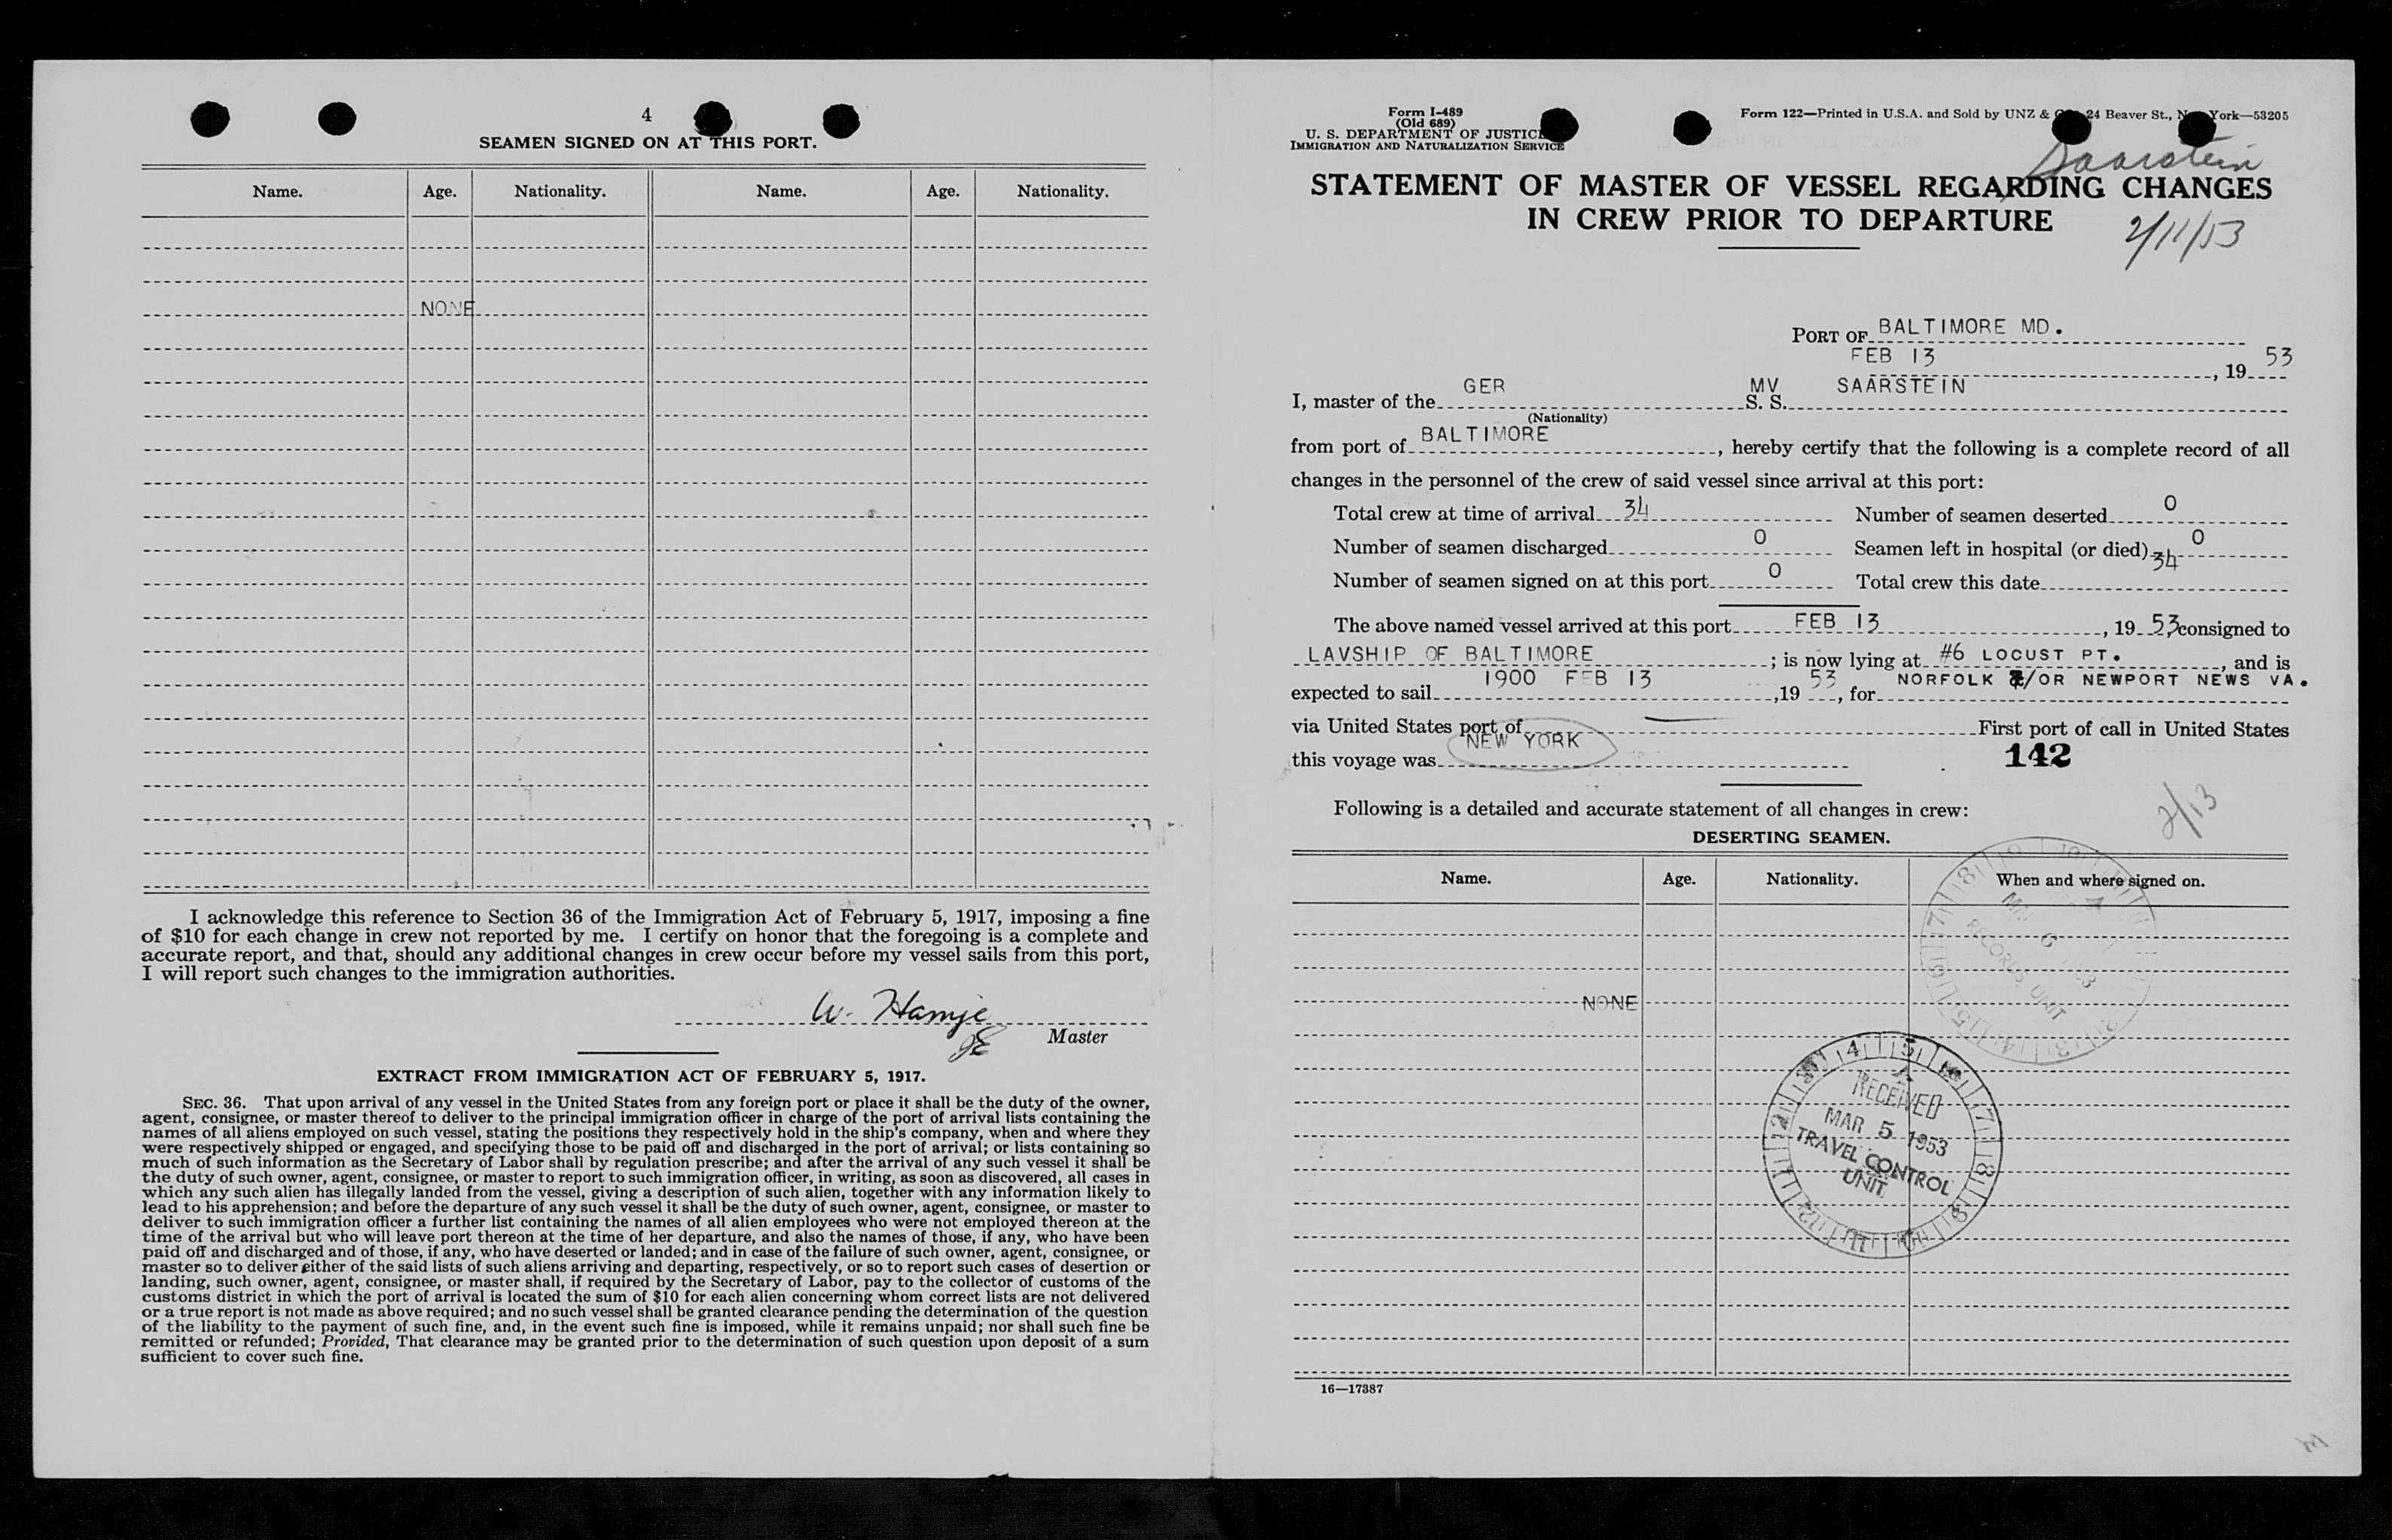 4
SEAMEN SIGNED ON AT THIS PORT.
Name. Age. Nationality. Name. Age. Nationality.
NONE
I acknowledge this reference to Section 36 of the Immigration Act of February 5, 1917, imposing a fine
of $10 for each change in crew not reported by me. I certify on honor that the foregoing is a complete and
accurate report, and that, should any additional changes in crew occur before my vessel sails from this port,
I will report such changes to the immigration authorities.
W. Hamje
Master
EXTRACT FROM IMMIGRATION ACT OF FEBRUARY 5, 1917.
SEC. 36. That upon arrival of any vessel in the United States from any foreign port or place it shall be the duty of the owner,
agent, consignee, or master thereof to deliver to the principal immigration officer in charge of the port of arrival lists containing the
names of all aliens employed on such vessel, stating the positions they respectively hold in the ship's company, when and where they
were respectively shipped or engaged, and specifying those to be paid off and discharged in the port of arrival; or lists containing so
much of such information as the Secretary of Labor shall by regulation prescribe; and after the arrival of any such vessel it shall be
the duty of such owner, agent, consignee, or master to report to such immigration officer, in writing, as soon as discovered, all cases in
which any such alien has illegally landed from the vessel, giving a description of such alien, together with any information likely to
lead to his apprehension; and before the departure of any such vessel it shall be the duty of such owner, agent, consignee, or master to
deliver to such immigration officer a further list containing the names of all alien employees who were not employed thereon at the
time of the arrival but who will leave port thereon at the time of her departure, and also the names of those, if any, who have been
paid off and discharged and of those, if any, who have deserted or landed; and in case of the failure of such owner, agent, consignee, or
master so to deliver either of the said lists of such aliens arriving and departing, respectively, or so to report such cases of desertion or
landing, such owner, agent, consignee, or master shall, if required by the Secretary of Labor, pay to the collector of customs of the
customs district in which the port of arrival is located the sum of $10 for each alien concerning whom correct lists are not delivered
or a true report is not made as above required; and no such vessel shall be granted clearance pending the determination of the question
of the liability to the payment of such fine, and, in the event such fine is imposed, while it remains unpaid; nor shall such fine be
remitted or refunded; Provided, That clearance may be granted prior to the determination of such question upon deposit of a sum
sufficient to cover such fine.
Form I-489
(Old 689)
U. S. DEPARTMENT OF JUSTICE
IMMIGRATION AND NATURALIZATION SERVICE
Form 122—Printed in U.S.A. and Sold by UNZ & 24 Beaver St., New York—53205
Saarstein
STATEMENT OF MASTER OF VESSEL REGARDING CHANGES
IN CREW PRIOR TO DEPARTURE
2/11/53
PORT OF BALTIMORE MD.
FEB 13, 19 53
I, master of the GER MV S. S. SAARSTEIN
(Nationality)
from port of BALTIMORE, hereby certify that the following is a complete record of all
changes in the personnel of the crew of said vessel since arrival at this port:
Total crew at time of arrival 34 Number of seamen deserted 0
Number of seamen discharged 0 Seamen left in hospital (or died) 0
Number of seamen signed on at this port 0 Total crew this date 34
The above named vessel arrived at this port FEB 13, 19 53 consigned to
LAVSHIP OF BALTIMORE; is now lying at #6 LOCUST PT., and is
expected to sail 1900 FEB 13, 19 53, for NORFOLK &/OR NEWPORT NEWS VA.
via United States port of First port of call in United States
this voyage was NEW YORK
142
2/13
Following is a detailed and accurate statement of all changes in crew:
DESERTING SEAMEN.
Name. Age. Nationality. When and where signed on.
NONE
RECORDS UNIT
RECEIVED
MAR 5 1953
TRAVEL CONTROL
UNIT
16—17387